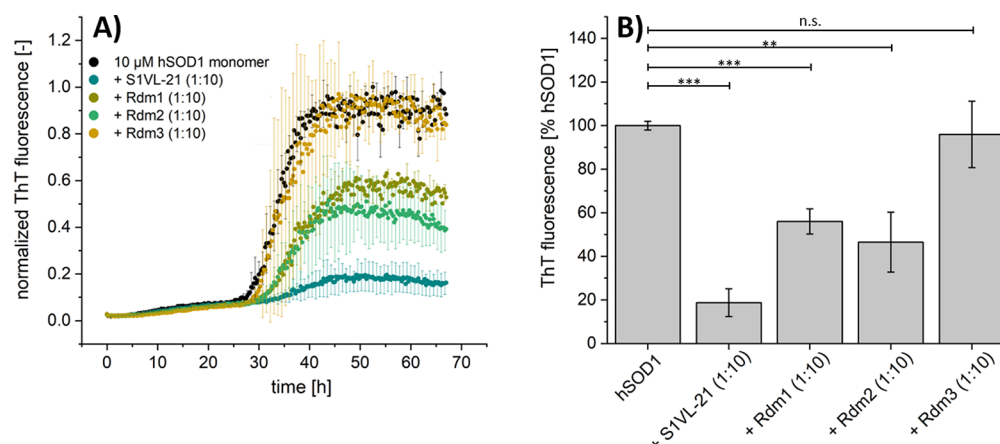 A)
normalized ThT fluorescence [-]
1.2
1.0
0.8
0.6
0.4
0.2
0.0
10 µM hSOD1 monomer
+ S1VL-21 (1:10)
+ Rdm1 (1:10)
+ Rdm2 (1:10)
+ Rdm3 (1:10)
0 10 20 30 40 50 60 70
time [h]
B)
ThT fluorescence [% hSOD1]
140
120
100
80
60
40
20
0
n.s.
**
***
***
hSOD1
+ S1VL-21 (1:10)
+ Rdm1 (1:10)
+ Rdm2 (1:10)
+ Rdm3 (1:10)